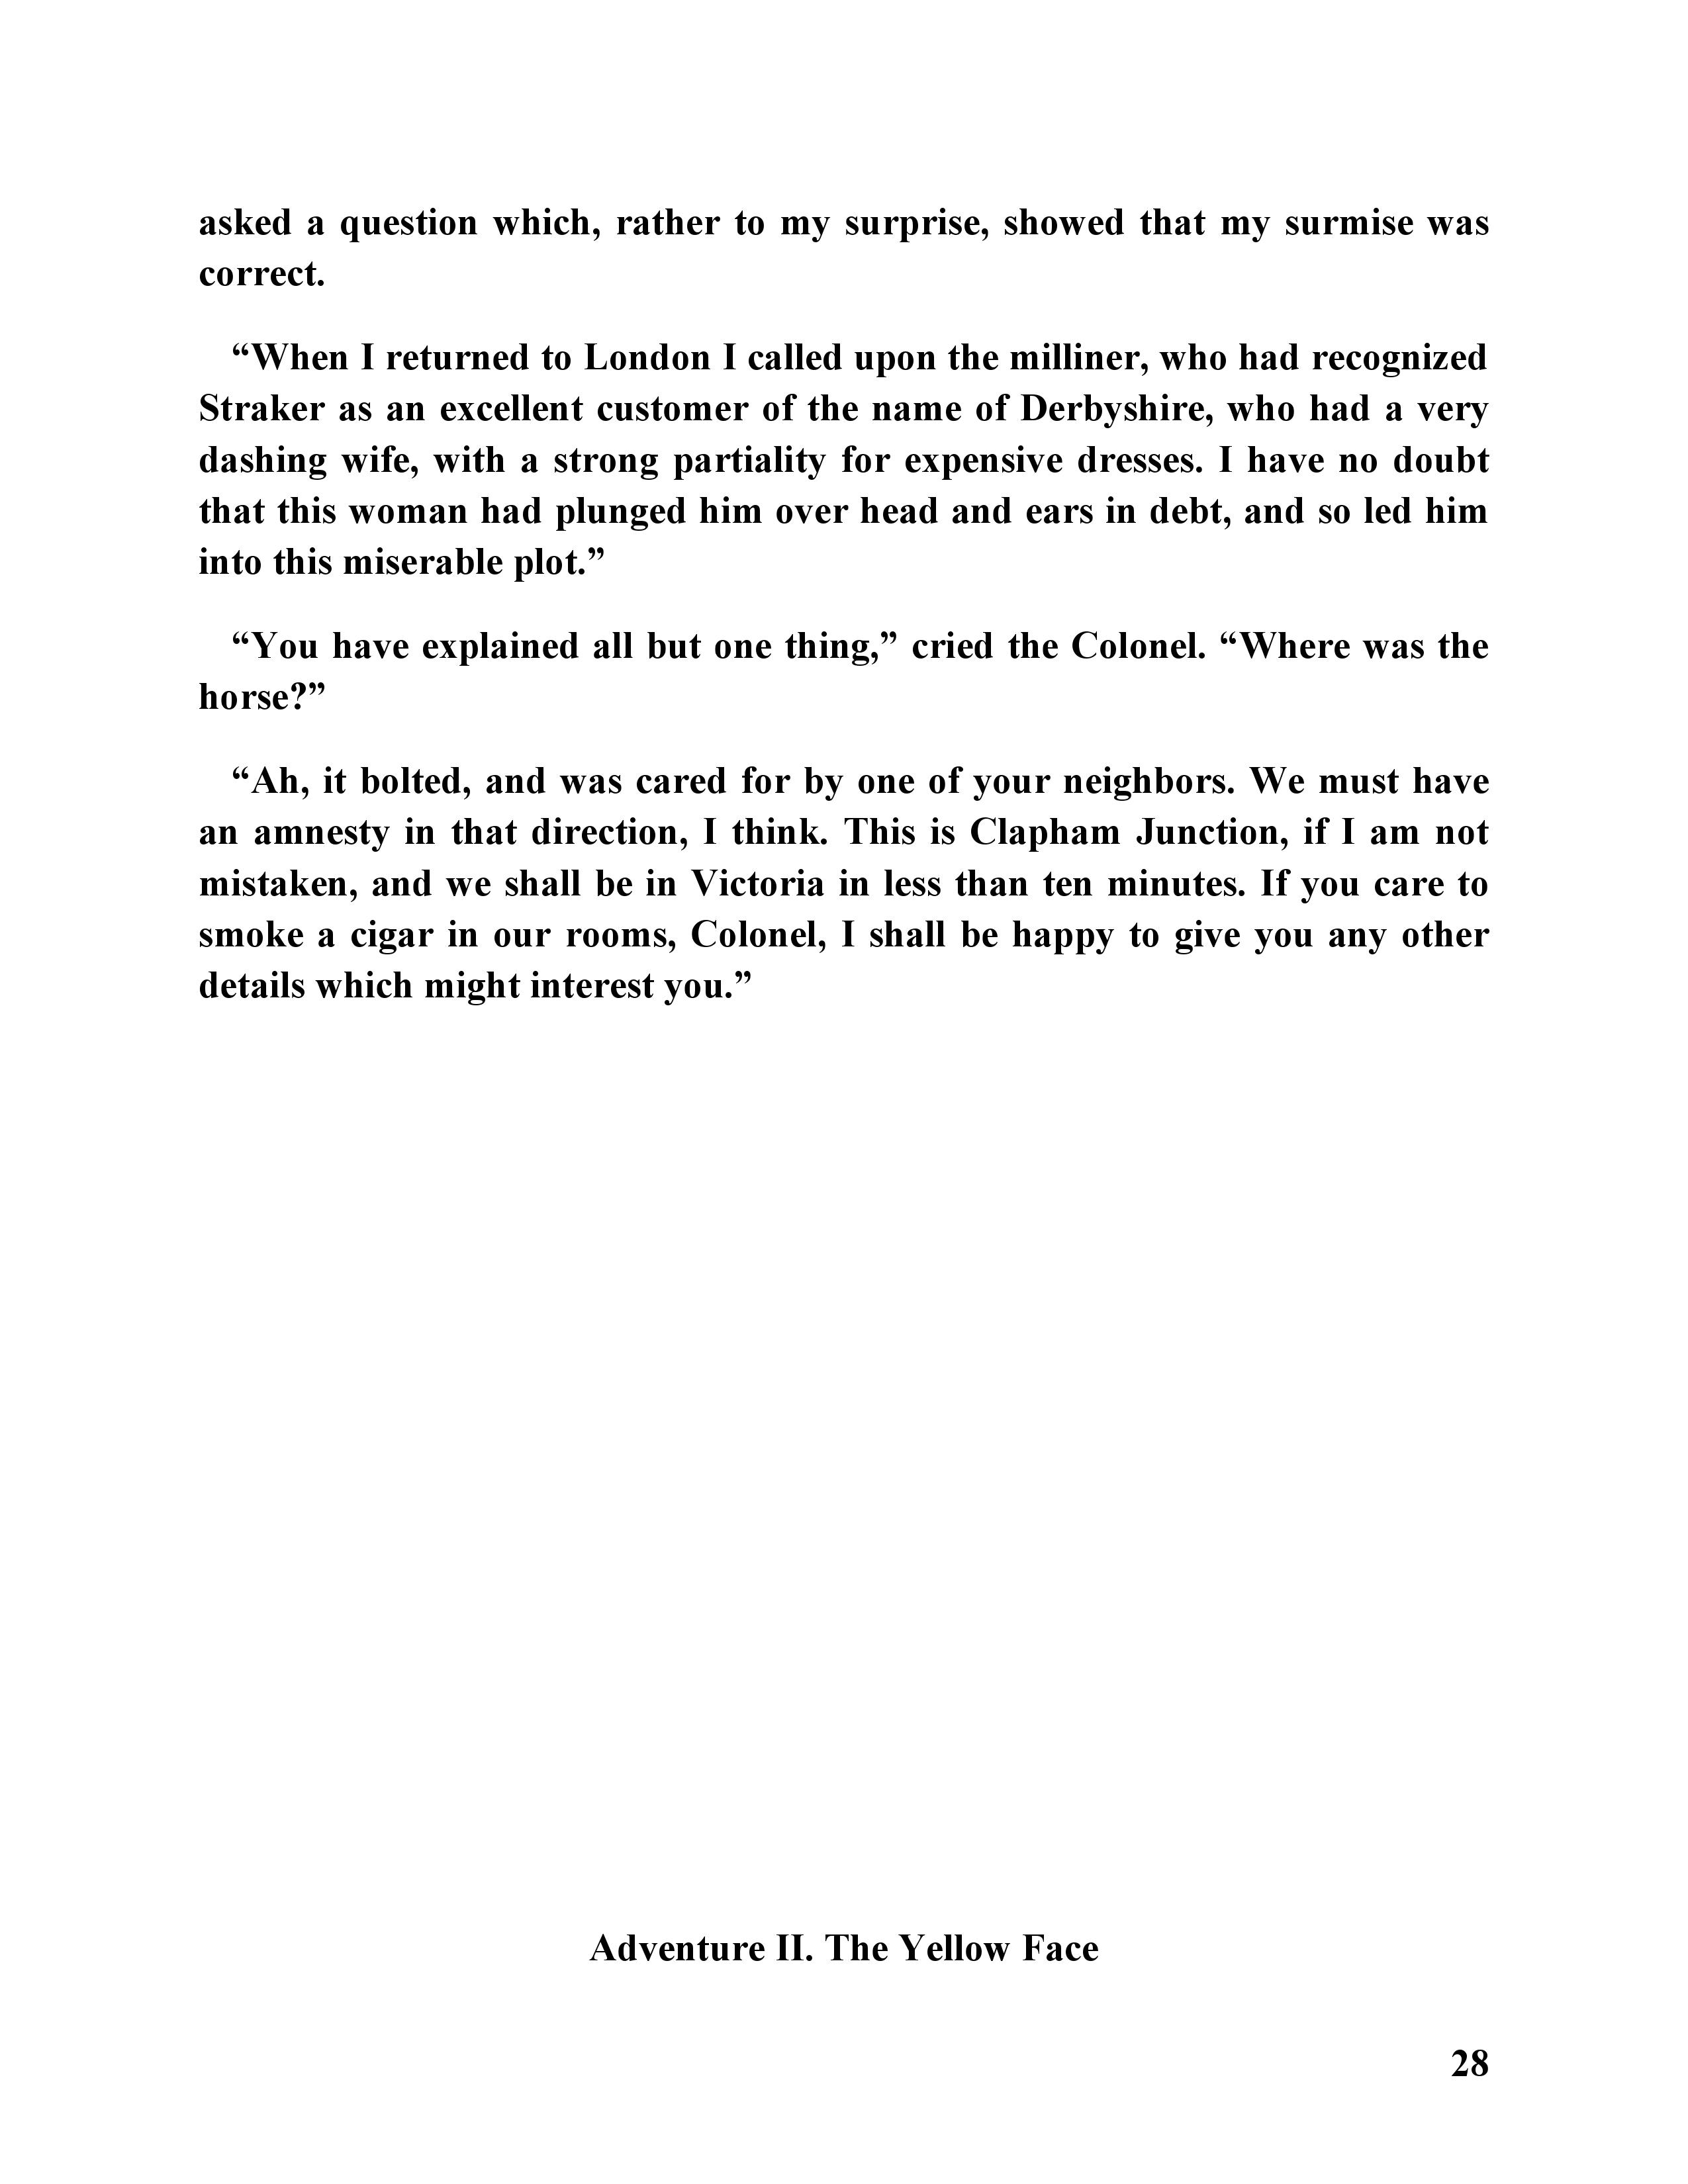 asked a question which, rather to my surprise, showed that my surmise was
correct.
“When I returned to London I called upon the milliner, who had recognized
Straker as an excellent customer of the name of Derbyshire, who had a very
dashing wife, with a strong partiality for expensive dresses. I have no doubt
that this woman had plunged him over head and ears in debt, and so led him
into this miserable plot.”
“You have explained all but one thing,” cried the Colonel. “Where was the
horse?”
“Ah, it bolted, and was cared for by one of your neighbors. We must have
an amnesty in that direction, I think. This is Clapham Junction, if I am not
mistaken, and we shall be in Victoria in less than ten minutes. If you care to
smoke a cigar in our rooms, Colonel, I shall be happy to give you any other
details which might interest you.”
Adventure II. The Yellow Face
28